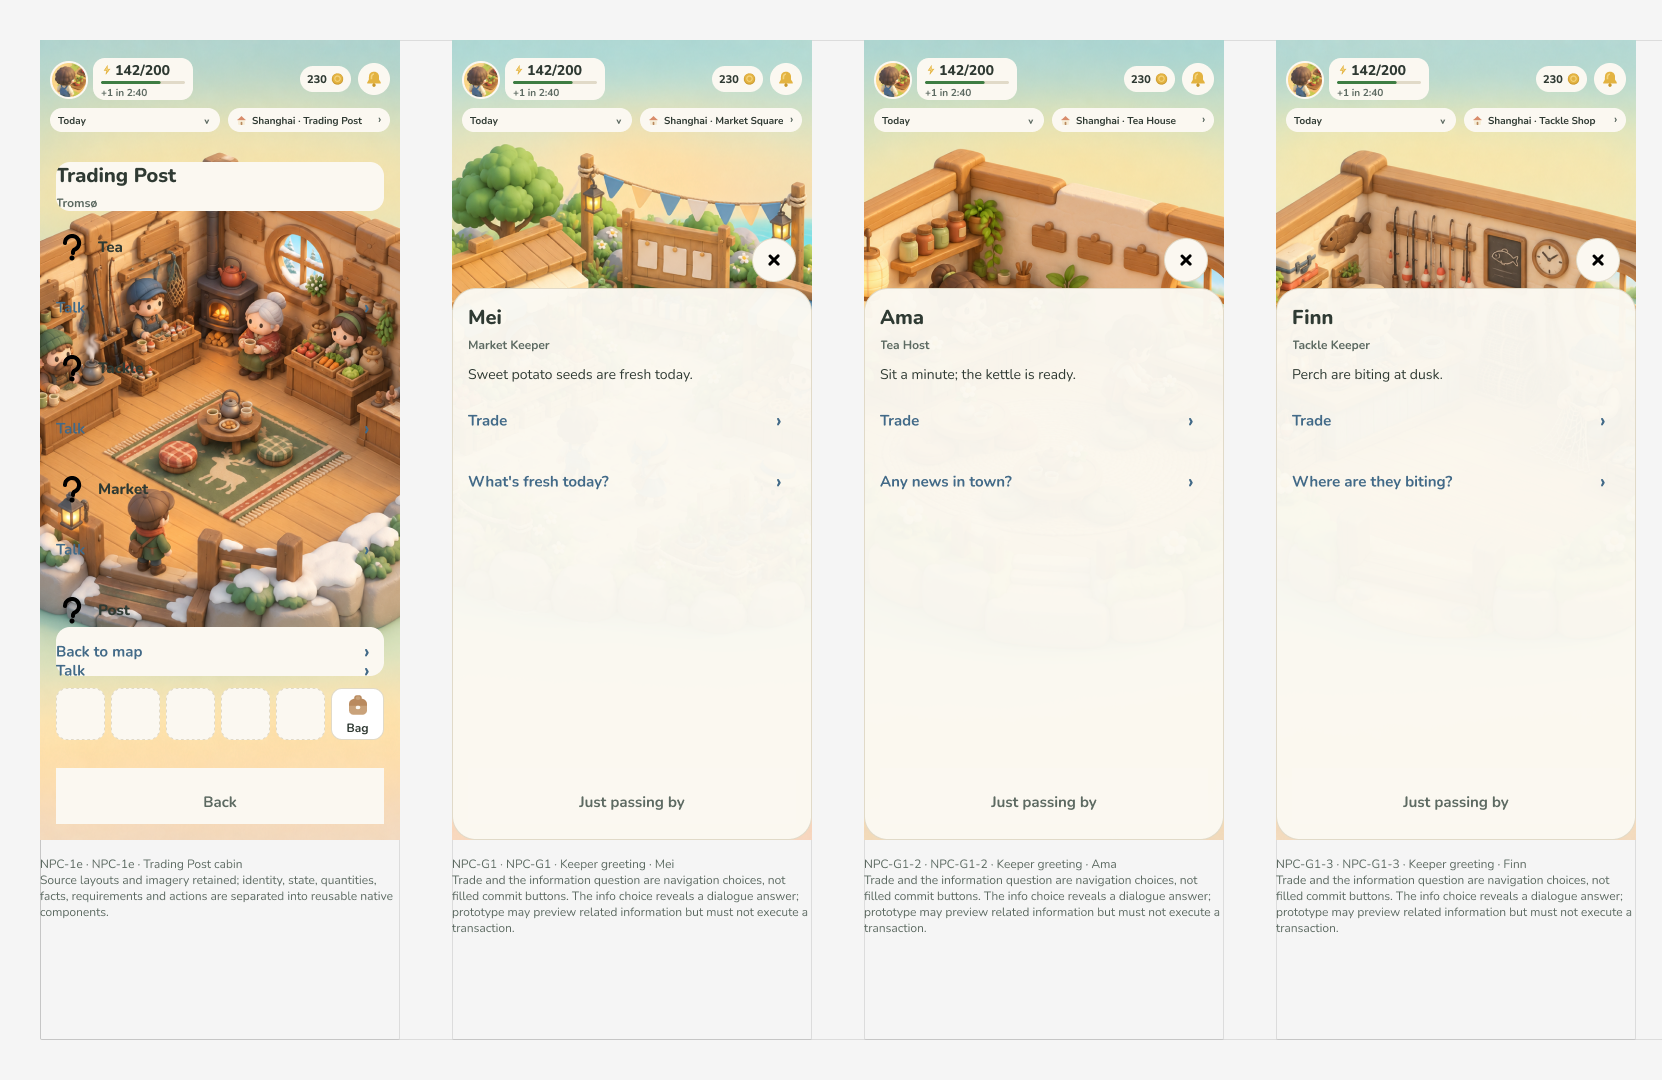 142/200
+1 in 2:40
230
Today
Shanghai · Trading Post
Trading Post
Tromsø
Tea
Talk
Tackle
Talk
Market
Talk
Post
Back to map
Talk
Bag
Back
NPC-1e · NPC-1e · Trading Post cabin
Source layouts and imagery retained; identity, state, quantities,
facts, requirements and actions are separated into reusable native
components.
142/200
+1 in 2:40
230
Today
Shanghai · Market Square
Mei
Market Keeper
Sweet potato seeds are fresh today.
Trade
What's fresh today?
Just passing by
NPC-G1 · NPC-G1 · Keeper greeting · Mei
Trade and the information question are navigation choices, not
filled commit buttons. The info choice reveals a dialogue answer;
prototype may preview related information but must not execute a
transaction.
142/200
+1 in 2:40
230
Today
Shanghai · Tea House
Ama
Tea Host
Sit a minute; the kettle is ready.
Trade
Any news in town?
Just passing by
NPC-G1-2 · NPC-G1-2 · Keeper greeting · Ama
Trade and the information question are navigation choices, not
filled commit buttons. The info choice reveals a dialogue answer;
prototype may preview related information but must not execute a
transaction.
142/200
+1 in 2:40
230
Today
Shanghai · Tackle Shop
Finn
Tackle Keeper
Perch are biting at dusk.
Trade
Where are they biting?
Just passing by
NPC-G1-3 · NPC-G1-3 · Keeper greeting · Finn
Trade and the information question are navigation choices, not
filled commit buttons. The info choice reveals a dialogue answer;
prototype may preview related information but must not execute a
transaction.